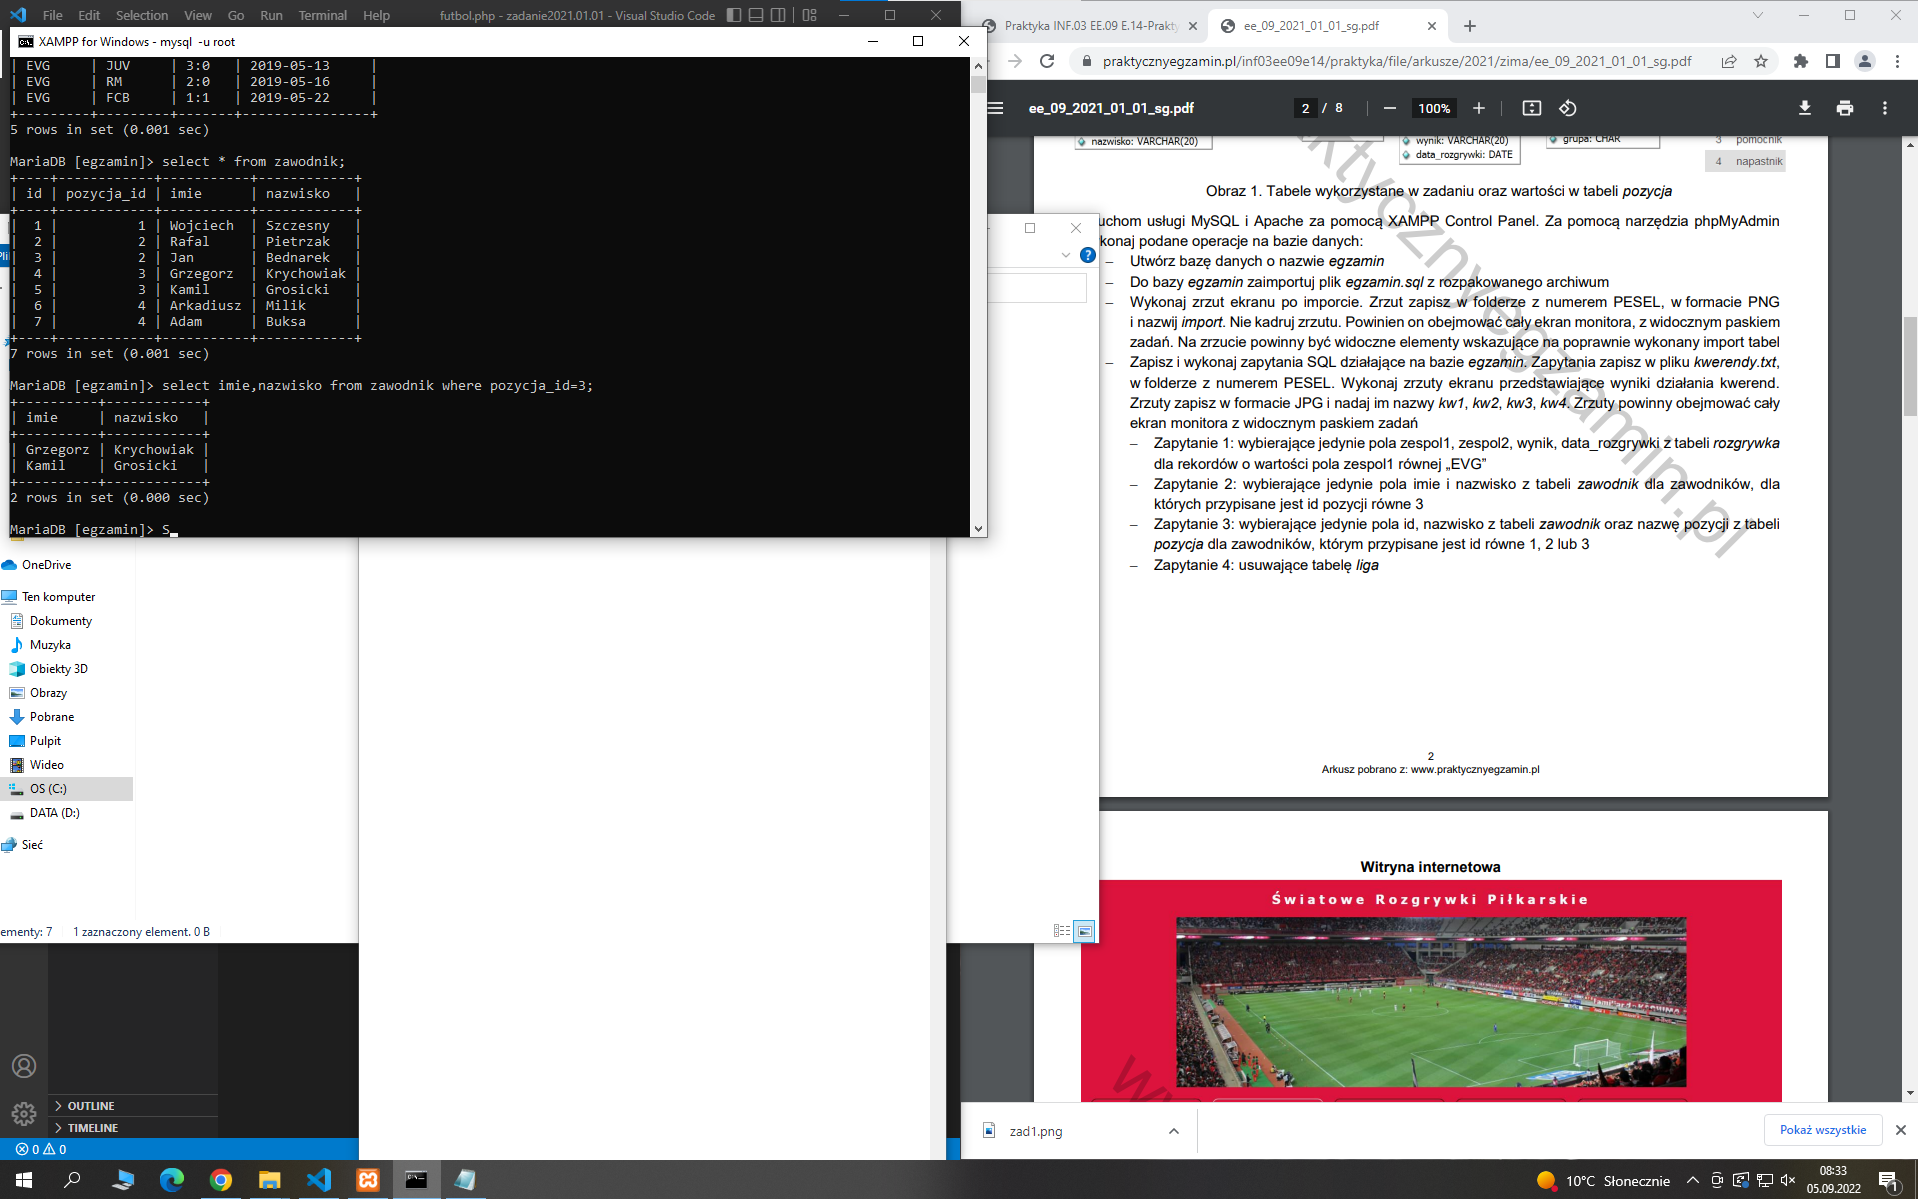 File Edit Selection View Go Run Terminal Help futbol.php - zadanie2021.01.01 - Visual Studio Code
XAMPP for Windows - mysql -u root
| EVG | JUV | 3:0 | 2019-05-13 |
| EVG | RM | 2:0 | 2019-05-16 |
| EVG | FCB | 1:1 | 2019-05-22 |
5 rows in set (0.001 sec)
MariaDB [egzamin]> select * from zawodnik;
| id | pozycja_id | imie | nazwisko |
| 1 | 1 | Wojciech | Szczesny |
| 2 | 2 | Rafal | Pietrzak |
| 3 | 2 | Jan | Bednarek |
| 4 | 3 | Grzegorz | Krychowiak |
| 5 | 3 | Kamil | Grosicki |
| 6 | 4 | Arkadiusz | Milik |
| 7 | 4 | Adam | Buksa |
7 rows in set (0.001 sec)
MariaDB [egzamin]> select imie,nazwisko from zawodnik where pozycja_id=3;
| imie | nazwisko |
| Grzegorz | Krychowiak |
| Kamil | Grosicki |
2 rows in set (0.000 sec)
MariaDB [egzamin]> S_
OneDrive
Ten komputer
Dokumenty
Muzyka
Obiekty 3D
Obrazy
Pobrane
Pulpit
Wideo
OS (C:)
DATA (D:)
Sieć
ementy: 7 1 zaznaczony element. 0 B
OUTLINE
TIMELINE
0 0
Praktyka INF.03 EE.09 E.14-Prakty
ee_09_2021_01_01_sg.pdf
praktycznyegzamin.pl/inf03ee09e14/praktyka/file/arkusze/2021/zima/ee_09_2021_01_01_sg.pdf
ee_09_2021_01_01_sg.pdf 2 / 8 100%
nazwisko: VARCHAR(20)
wynik: VARCHAR(20)
data_rozgrywki: DATE
grupa: CHAR
3 pomocnik
4 napastnik
Obraz 1. Tabele wykorzystane w zadaniu oraz wartości w tabeli pozycja
uchom usługi MySQL i Apache za pomocą XAMPP Control Panel. Za pomocą narzędzia phpMyAdmin
konaj podane operacje na bazie danych:
– Utwórz bazę danych o nazwie egzamin
– Do bazy egzamin zaimportuj plik egzamin.sql z rozpakowanego archiwum
– Wykonaj zrzut ekranu po imporcie. Zrzut zapisz w folderze z numerem PESEL, w formacie PNG
i nazwij import. Nie kadruj zrzutu. Powinien on obejmować cały ekran monitora, z widocznym paskiem
zadań. Na zrzucie powinny być widoczne elementy wskazujące na poprawnie wykonany import tabel
– Zapisz i wykonaj zapytania SQL działające na bazie egzamin. Zapytania zapisz w pliku kwerendy.txt,
w folderze z numerem PESEL. Wykonaj zrzuty ekranu przedstawiające wyniki działania kwerend.
Zrzuty zapisz w formacie JPG i nadaj im nazwy kw1, kw2, kw3, kw4. Zrzuty powinny obejmować cały
ekran monitora z widocznym paskiem zadań
– Zapytanie 1: wybierające jedynie pola zespol1, zespol2, wynik, data_rozgrywki z tabeli rozgrywka
dla rekordów o wartości pola zespol1 równej „EVG”
– Zapytanie 2: wybierające jedynie pola imie i nazwisko z tabeli zawodnik dla zawodników, dla
których przypisane jest id pozycji równe 3
– Zapytanie 3: wybierające jedynie pola id, nazwisko z tabeli zawodnik oraz nazwę pozycji z tabeli
pozycja dla zawodników, którym przypisane jest id równe 1, 2 lub 3
– Zapytanie 4: usuwające tabelę liga
aktycznyegzamin.pl
2
Arkusz pobrano z: www.praktycznyegzamin.pl
Witryna internetowa
Światowe Rozgrywki Piłkarskie
zad1.png
Pokaż wszystkie
10°C Słonecznie
08:33
05.09.2022
1